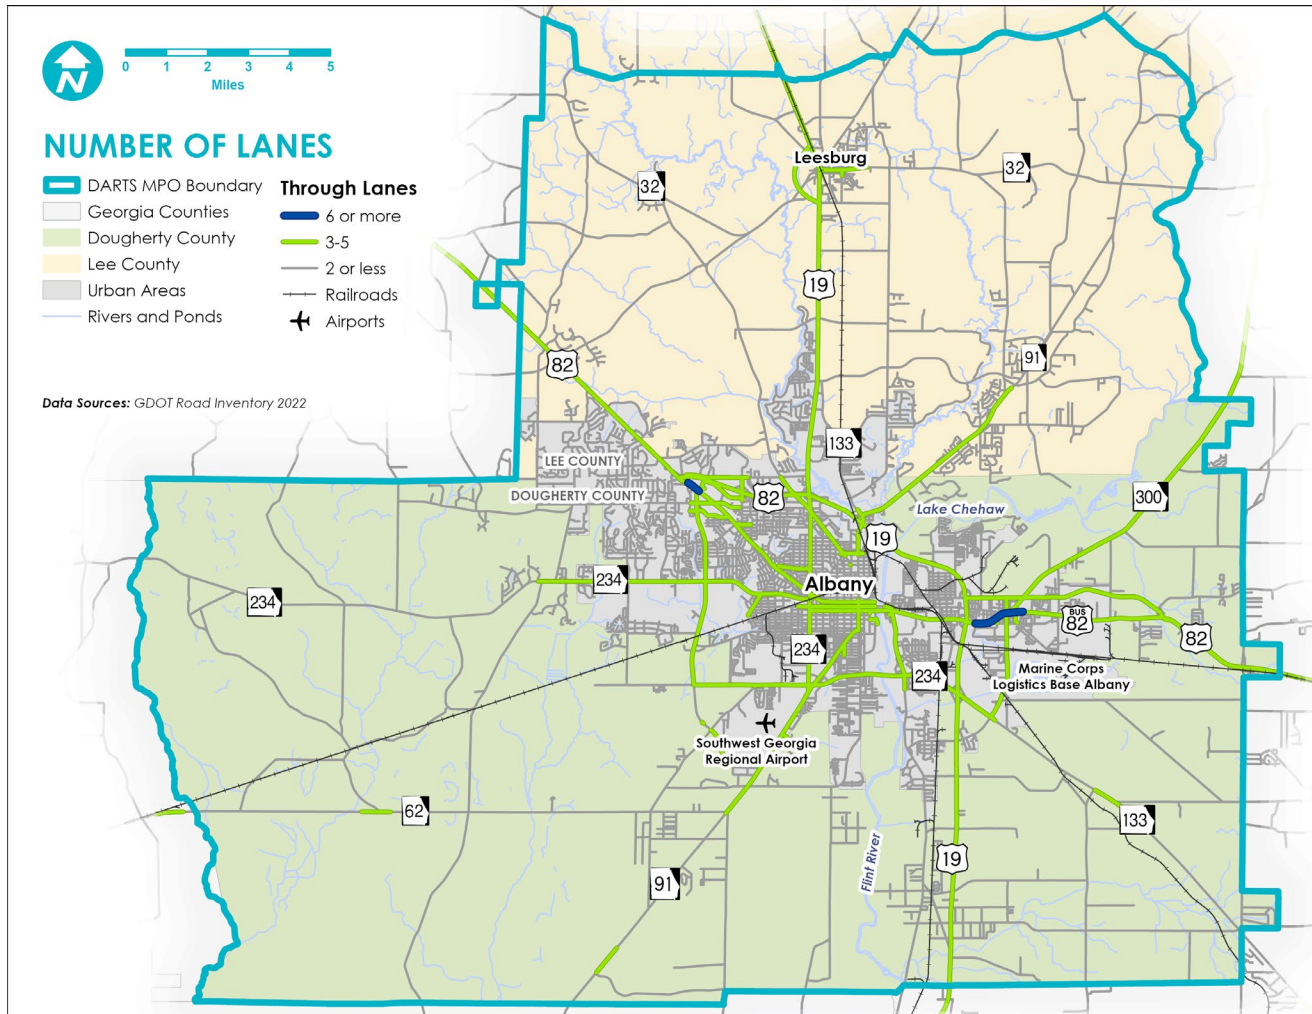 N
0 1 2 3 4 5
Miles
NUMBER OF LANES
DARTS MPO Boundary
Georgia Counties
Dougherty County
Lee County
Urban Areas
Rivers and Ponds
Through Lanes
6 or more
3-5
2 or less
Railroads
Airports
Data Sources: GDOT Road Inventory 2022
Leesburg
32
32
19
82
91
133
LEE COUNTY
DOUGHERTY COUNTY
82
300
Lake Chehaw
19
234
Albany
234
BUS
82
82
234
234
Marine Corps
Logistics Base Albany
Southwest Georgia
Regional Airport
62
133
Flint River
19
91